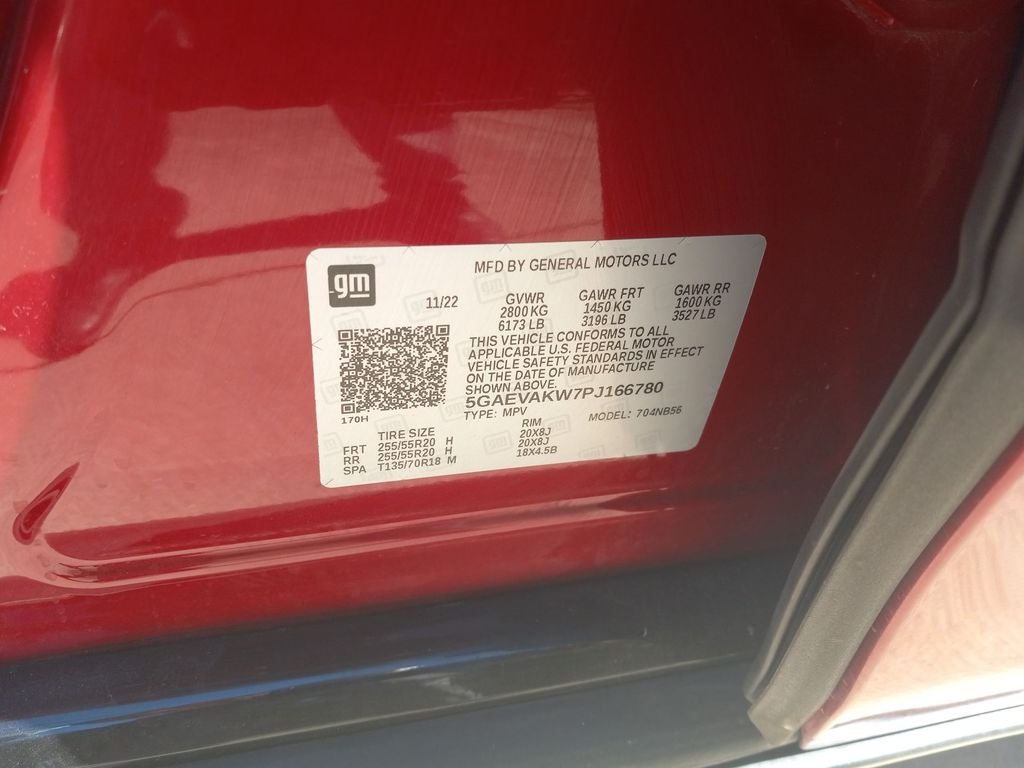 gm
MFD BY GENERAL MOTORS LLC
11/22
GVWR GAWR FRT GAWR RR
2800 KG 1450 KG 1600 KG
6173 LB 3196 LB 3527 LB
THIS VEHICLE CONFORMS TO ALL
APPLICABLE U.S. FEDERAL MOTOR
VEHICLE SAFETY STANDARDS IN EFFECT
ON THE DATE OF MANUFACTURE
SHOWN ABOVE.
5GAEVAKW7PJ166780
170H
TYPE: MPV MODEL: 704NB56
TIRE SIZE RIM
FRT 255/55R20 H 20X8J
RR 255/55R20 H 20X8J
SPA T135/70R18 M 18X4.5B